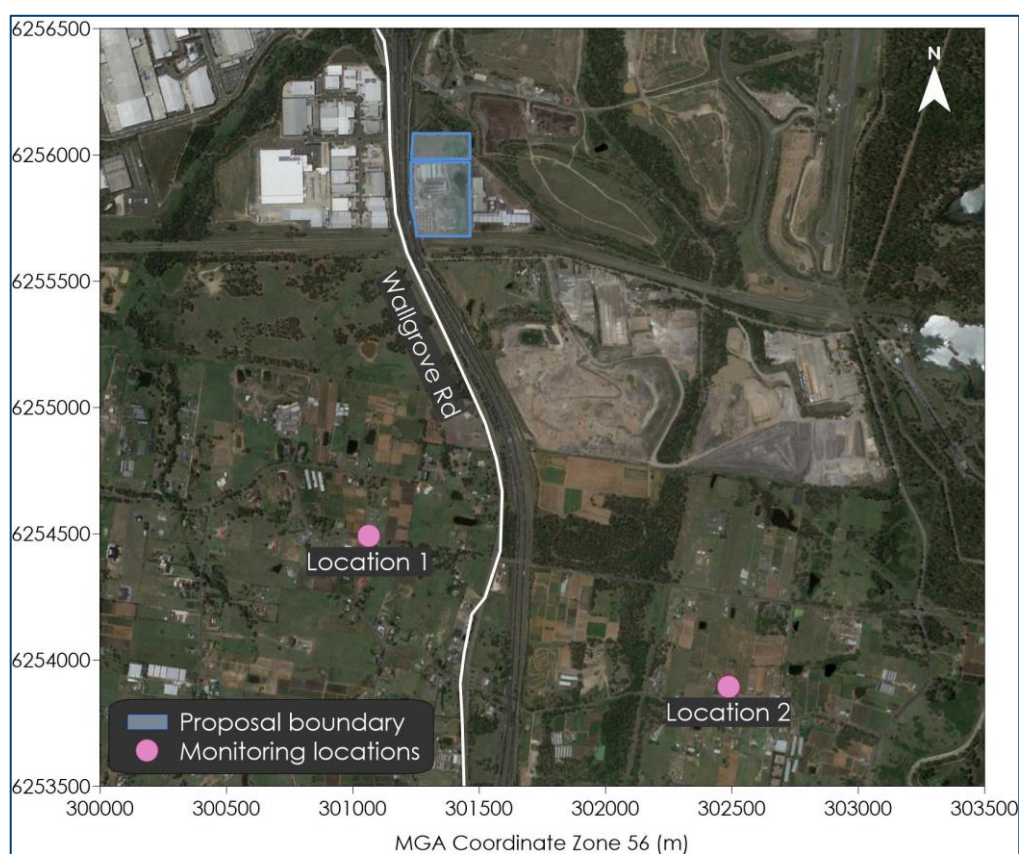 6256500
N
6256000
6255500
Wallgrove Rd
6255000
6254500
Location 1
6254000
Location 2
Proposal boundary
Monitoring locations
6253500
300000 300500 301000 301500 302000 302500 303000 303500
MGA Coordinate Zone 56 (m)